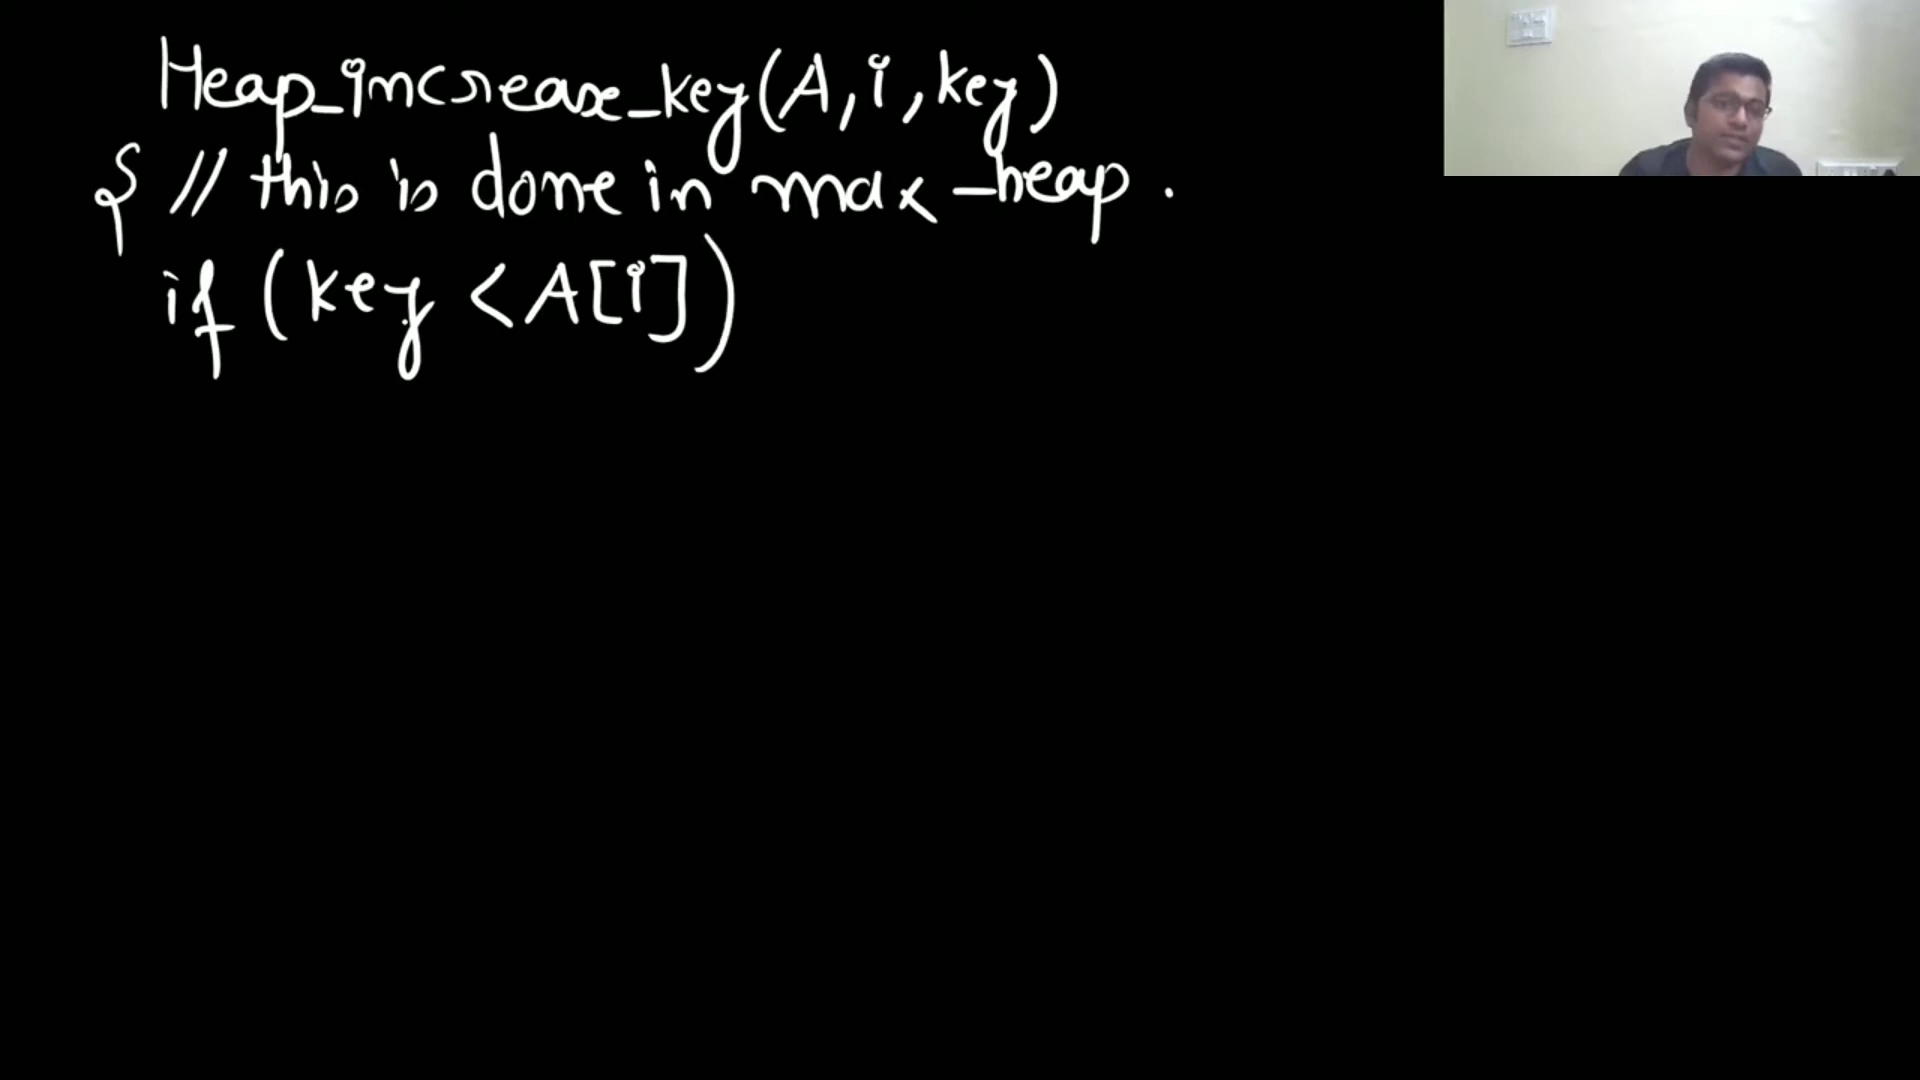 Heap_increase_key(A, i, key)
{ // this is done in max-heap.
if (key < A[i])